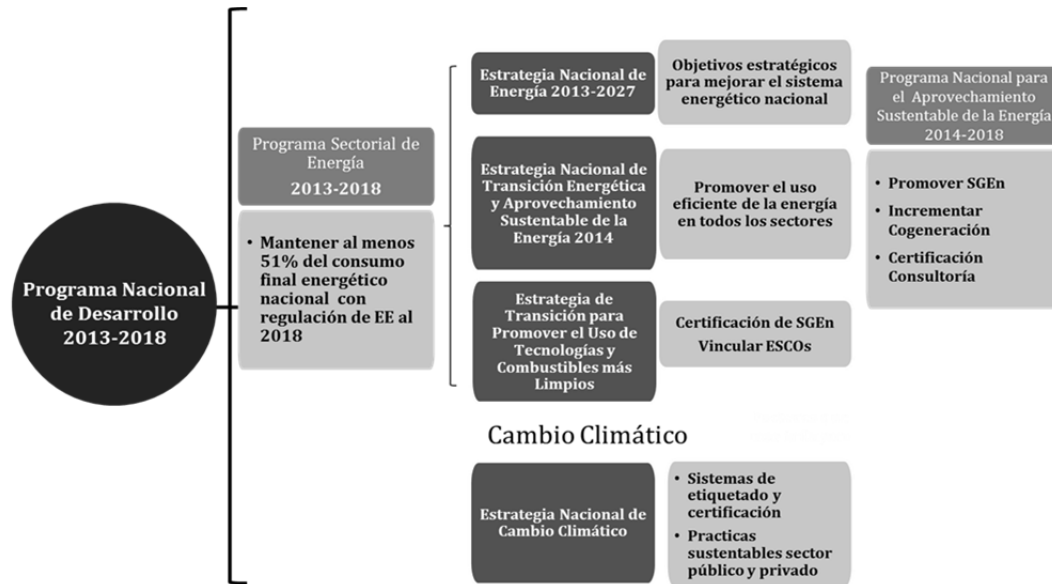 Programa Nacional
de Desarrollo
2013-2018
Programa Sectorial de
Energía
2013-2018
• Mantener al menos
51% del consumo
final energético
nacional con
regulación de EE al
2018
Estrategia Nacional de
Energía 2013-2027
Objetivos estratégicos
para mejorar el sistema
energético nacional
Estrategia Nacional de
Transición Energética
y Aprovechamiento
Sustentable de la
Energía 2014
Promover el uso
eficiente de la energía
en todos los sectores
Estrategia de
Transición para
Promover el Uso de
Tecnologías y
Combustibles más
Limpios
Certificación de SGEn
Vincular ESCOs
Programa Nacional para
el Aprovechamiento
Sustentable de la Energía
2014-2018
• Promover SGEn
• Incrementar
Cogeneración
• Certificación
Consultoría
Cambio Climático
Estrategia Nacional de
Cambio Climático
• Sistemas de
etiquetado y
certificación
• Practicas
sustentables sector
público y privado